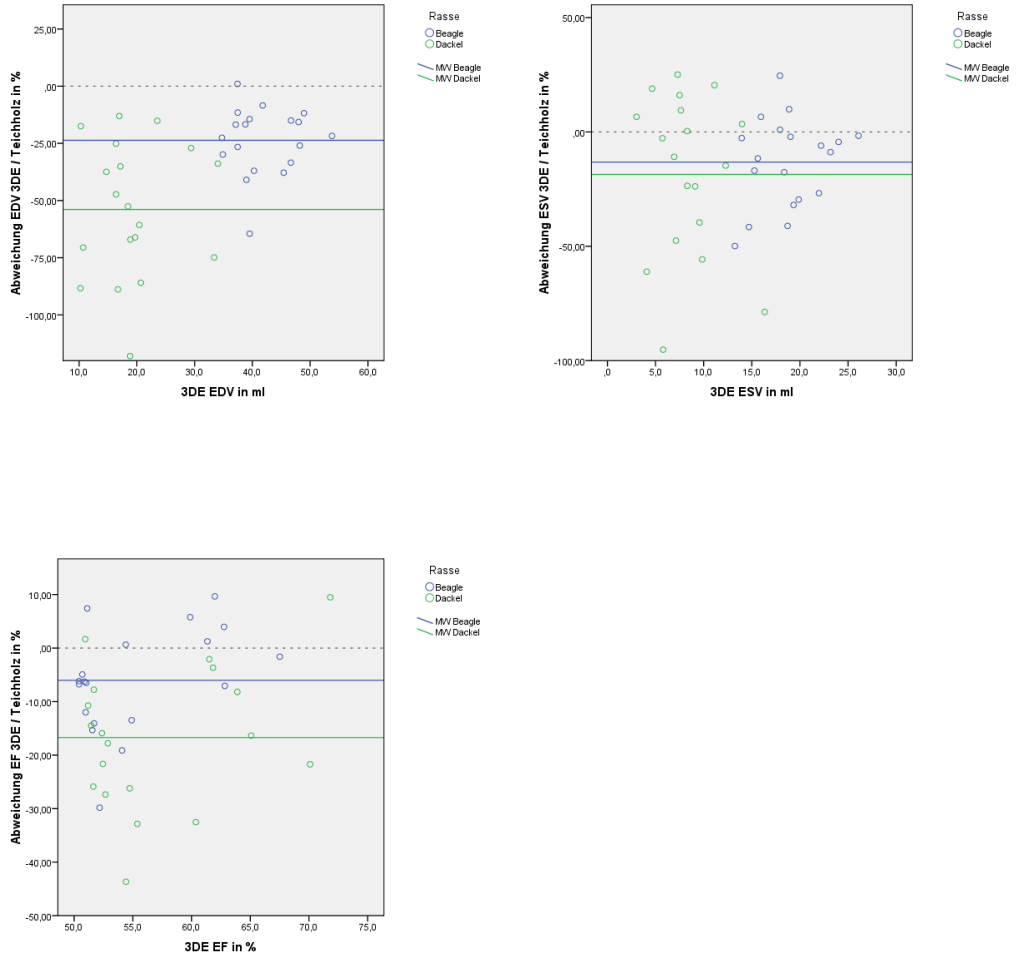 Rasse
Beagle
Dackel
MW Beagle
MW Dackel
25,00
,00
-25,00
-50,00
-75,00
-100,00
Abweichung EDV 3DE / Teichholz in %
10,0 20,0 30,0 40,0 50,0 60,0
3DE EDV in ml
Rasse
Beagle
Dackel
MW Beagle
MW Dackel
50,00
,00
-50,00
-100,00
Abweichung ESV 3DE / Teichholz in %
,0 5,0 10,0 15,0 20,0 25,0 30,0
3DE ESV in ml
Rasse
Beagle
Dackel
MW Beagle
MW Dackel
10,00
,00
-10,00
-20,00
-30,00
-40,00
-50,00
Abweichung EF 3DE / Teichholz in %
50,0 55,0 60,0 65,0 70,0 75,0
3DE EF in %